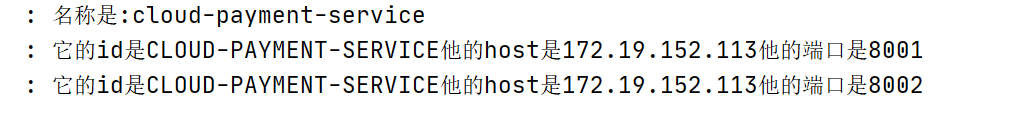 : 名称是:cloud-payment-service
: 它的id是CLOUD-PAYMENT-SERVICE他的host是172.19.152.113他的端口是8001
: 它的id是CLOUD-PAYMENT-SERVICE他的host是172.19.152.113他的端口是8002